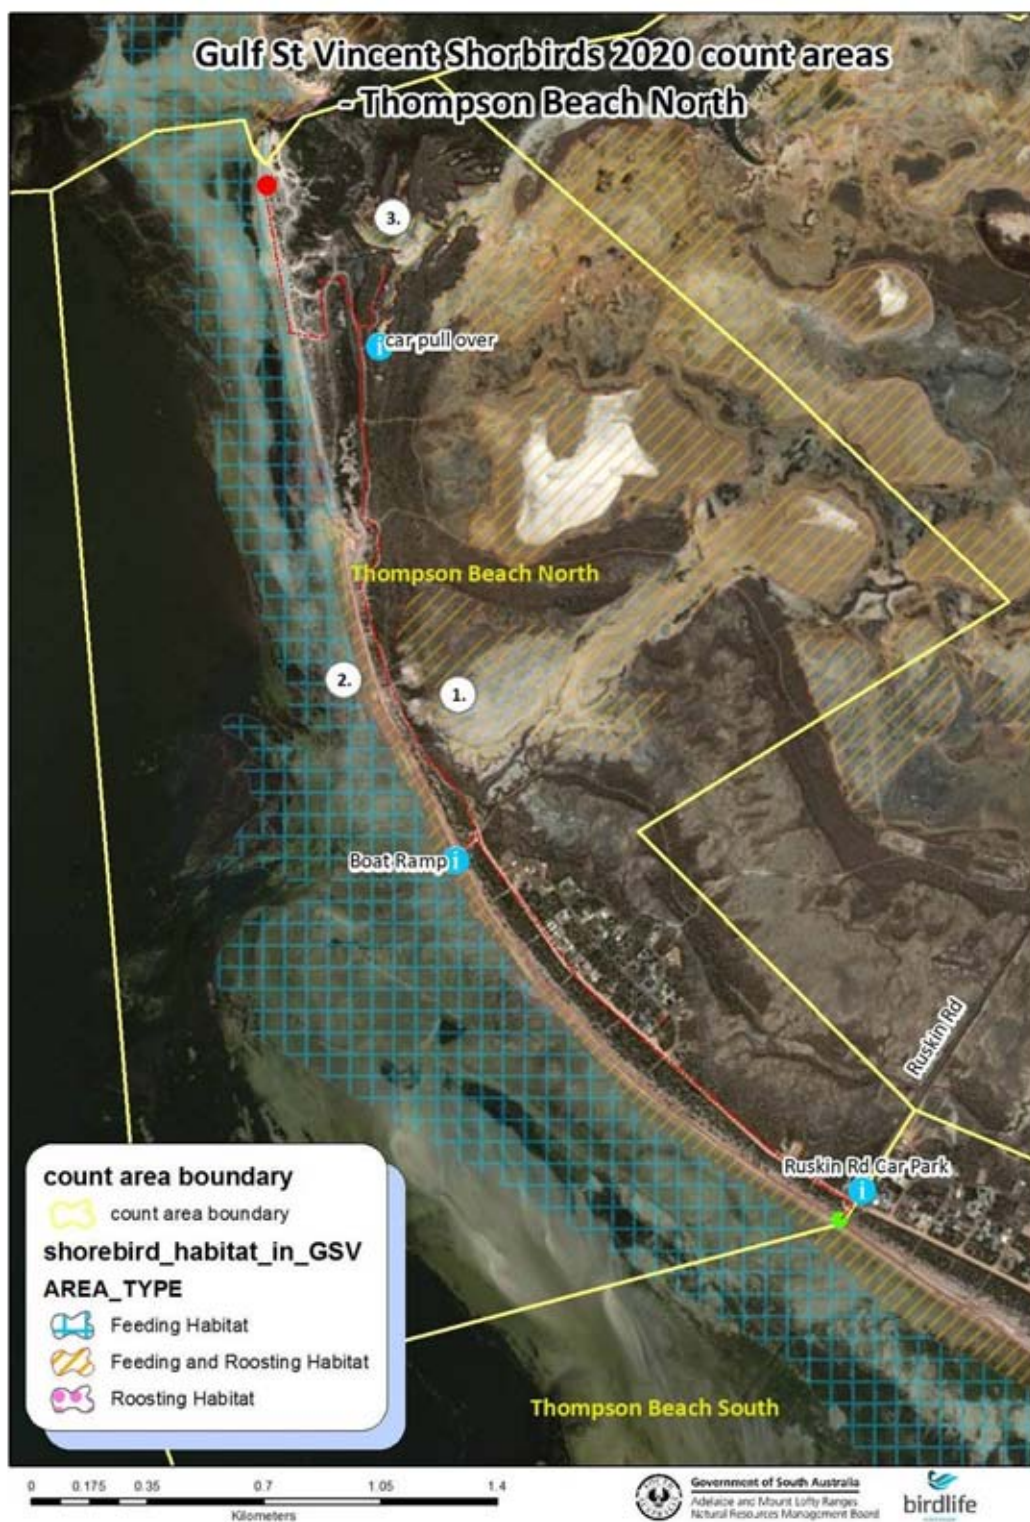 Gulf St Vincent Shorbirds 2020 count areas
- Thompson Beach North
3.
i
car pull over
Thompson Beach North
2.
1.
Boat Ramp
i
Ruskin Rd
Ruskin Rd Car Park
i
count area boundary
count area boundary
shorebird_habitat_in_GSV
AREA_TYPE
Feeding Habitat
Feeding and Roosting Habitat
Roosting Habitat
Thompson Beach South
0 0.175 0.35 0.7 1.05 1.4
Kilometers
Government of South Australia
Adelaide and Mount Lofty Ranges
Natural Resources Management Board
birdlife